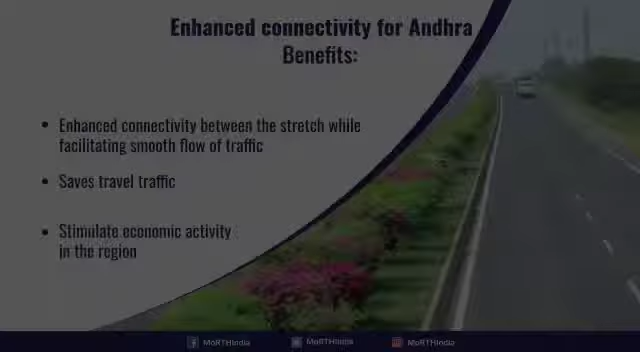 Enhanced connectivity for Andhra
Benefits:
• Enhanced connectivity between the stretch while
facilitating smooth flow of traffic
• Saves travel traffic
• Stimulate economic activity
in the region
MoRTHIndia MoRTHIndia MoRTHIndia